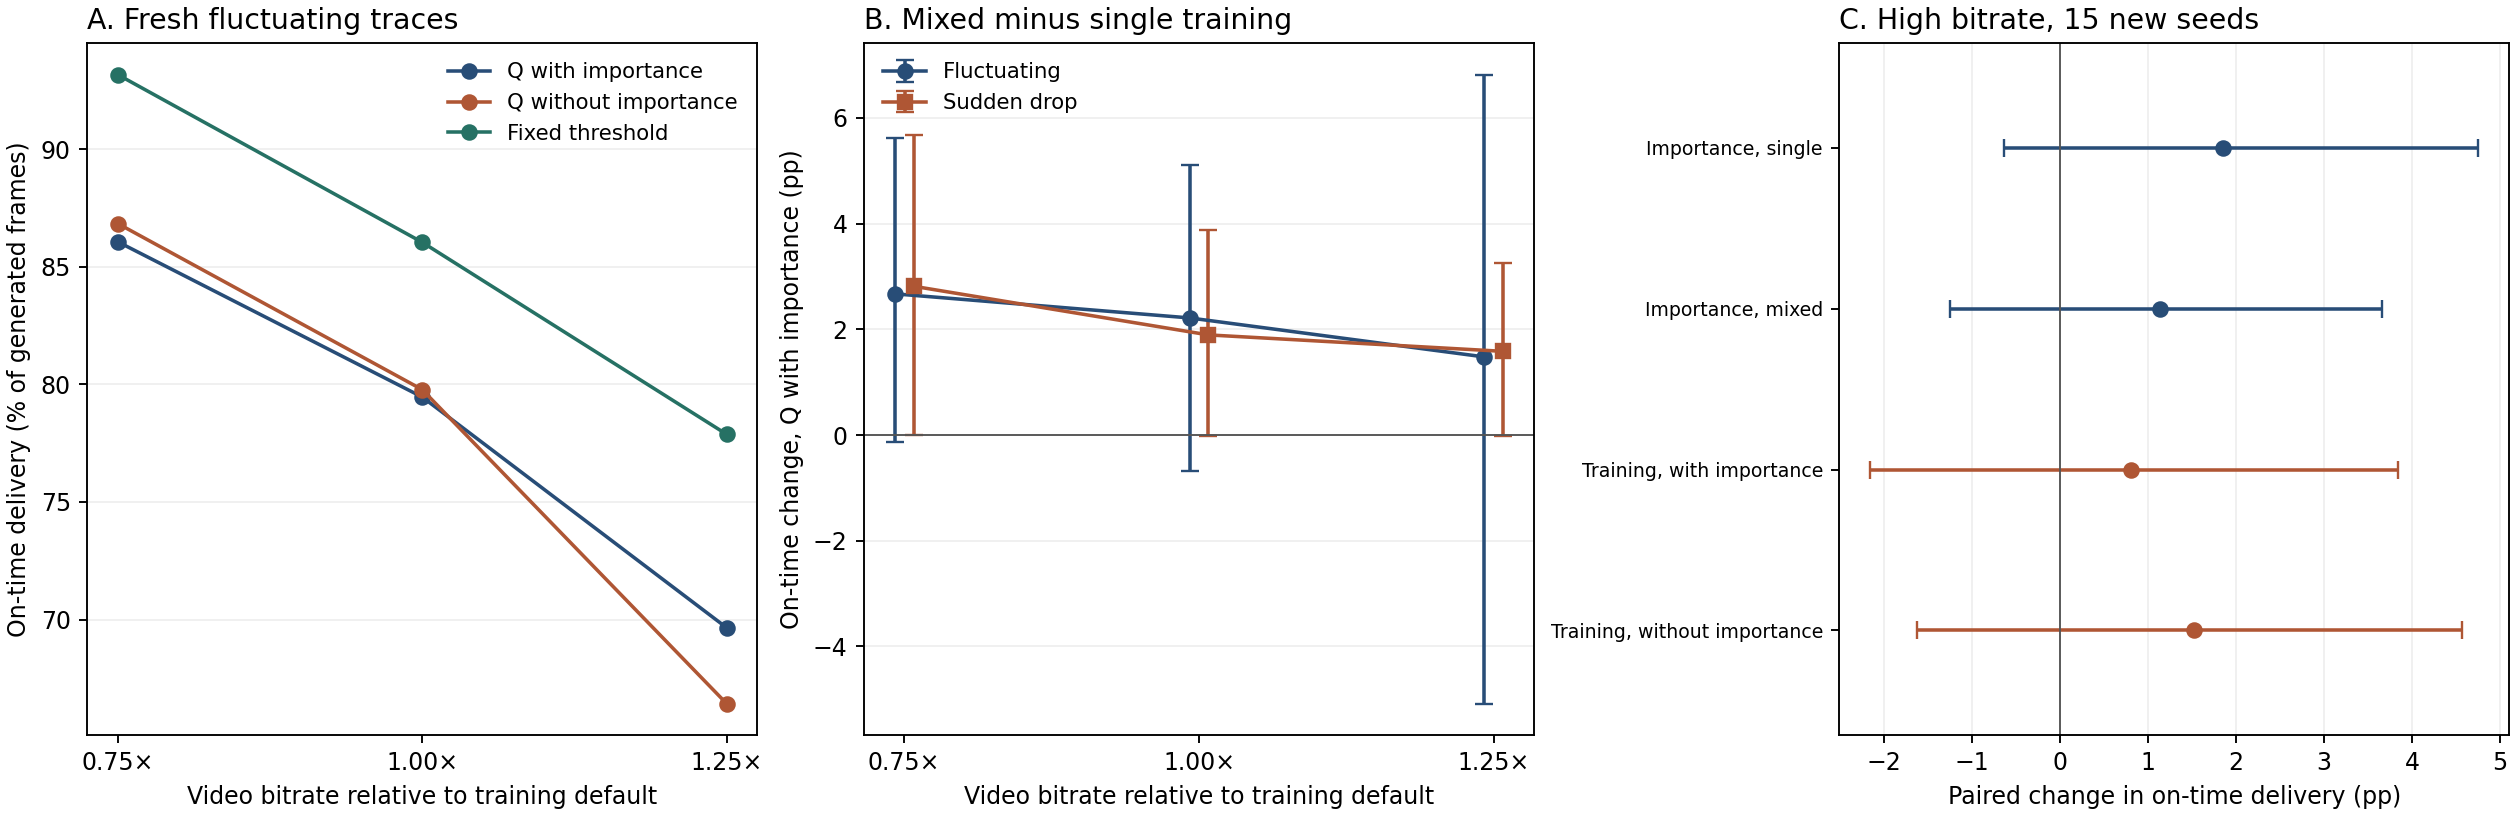 A. Fresh fluctuating traces
On-time delivery (% of generated frames)
90
85
80
75
70
Q with importance
Q without importance
Fixed threshold
0.75×
1.00×
1.25×
Video bitrate relative to training default
B. Mixed minus single training
On-time change, Q with importance (pp)
6
4
2
0
−2
−4
Fluctuating
Sudden drop
0.75×
1.00×
1.25×
Video bitrate relative to training default
C. High bitrate, 15 new seeds
Importance, single
Importance, mixed
Training, with importance
Training, without importance
−2
−1
0
1
2
3
4
5
Paired change in on-time delivery (pp)